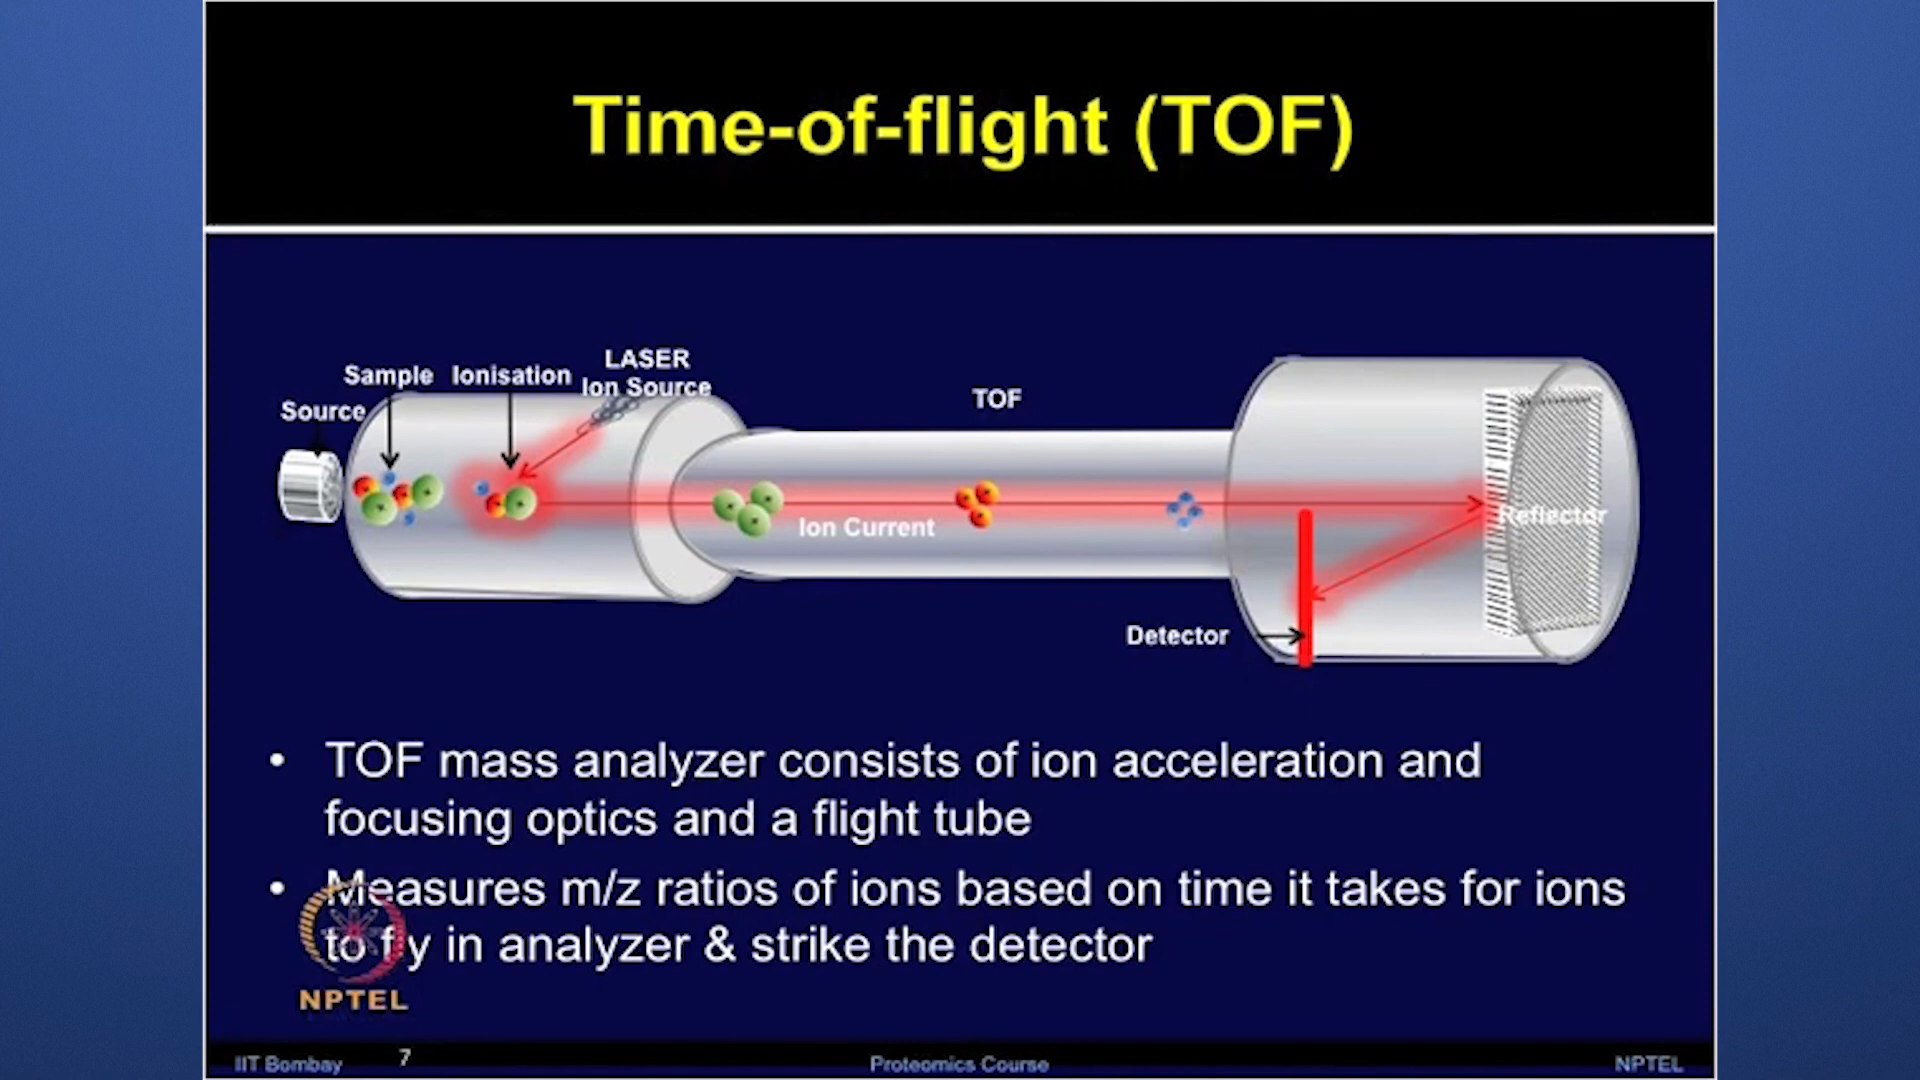 Time-of-flight (TOF)
LASER
Sample Ionisation Ion Source
Source
TOF
Ion Current
Reflector
Detector
• TOF mass analyzer consists of ion acceleration and
focusing optics and a flight tube
• Measures m/z ratios of ions based on time it takes for ions
to fly in analyzer & strike the detector
NPTEL
IIT Bombay 7 Proteomics Course NPTEL